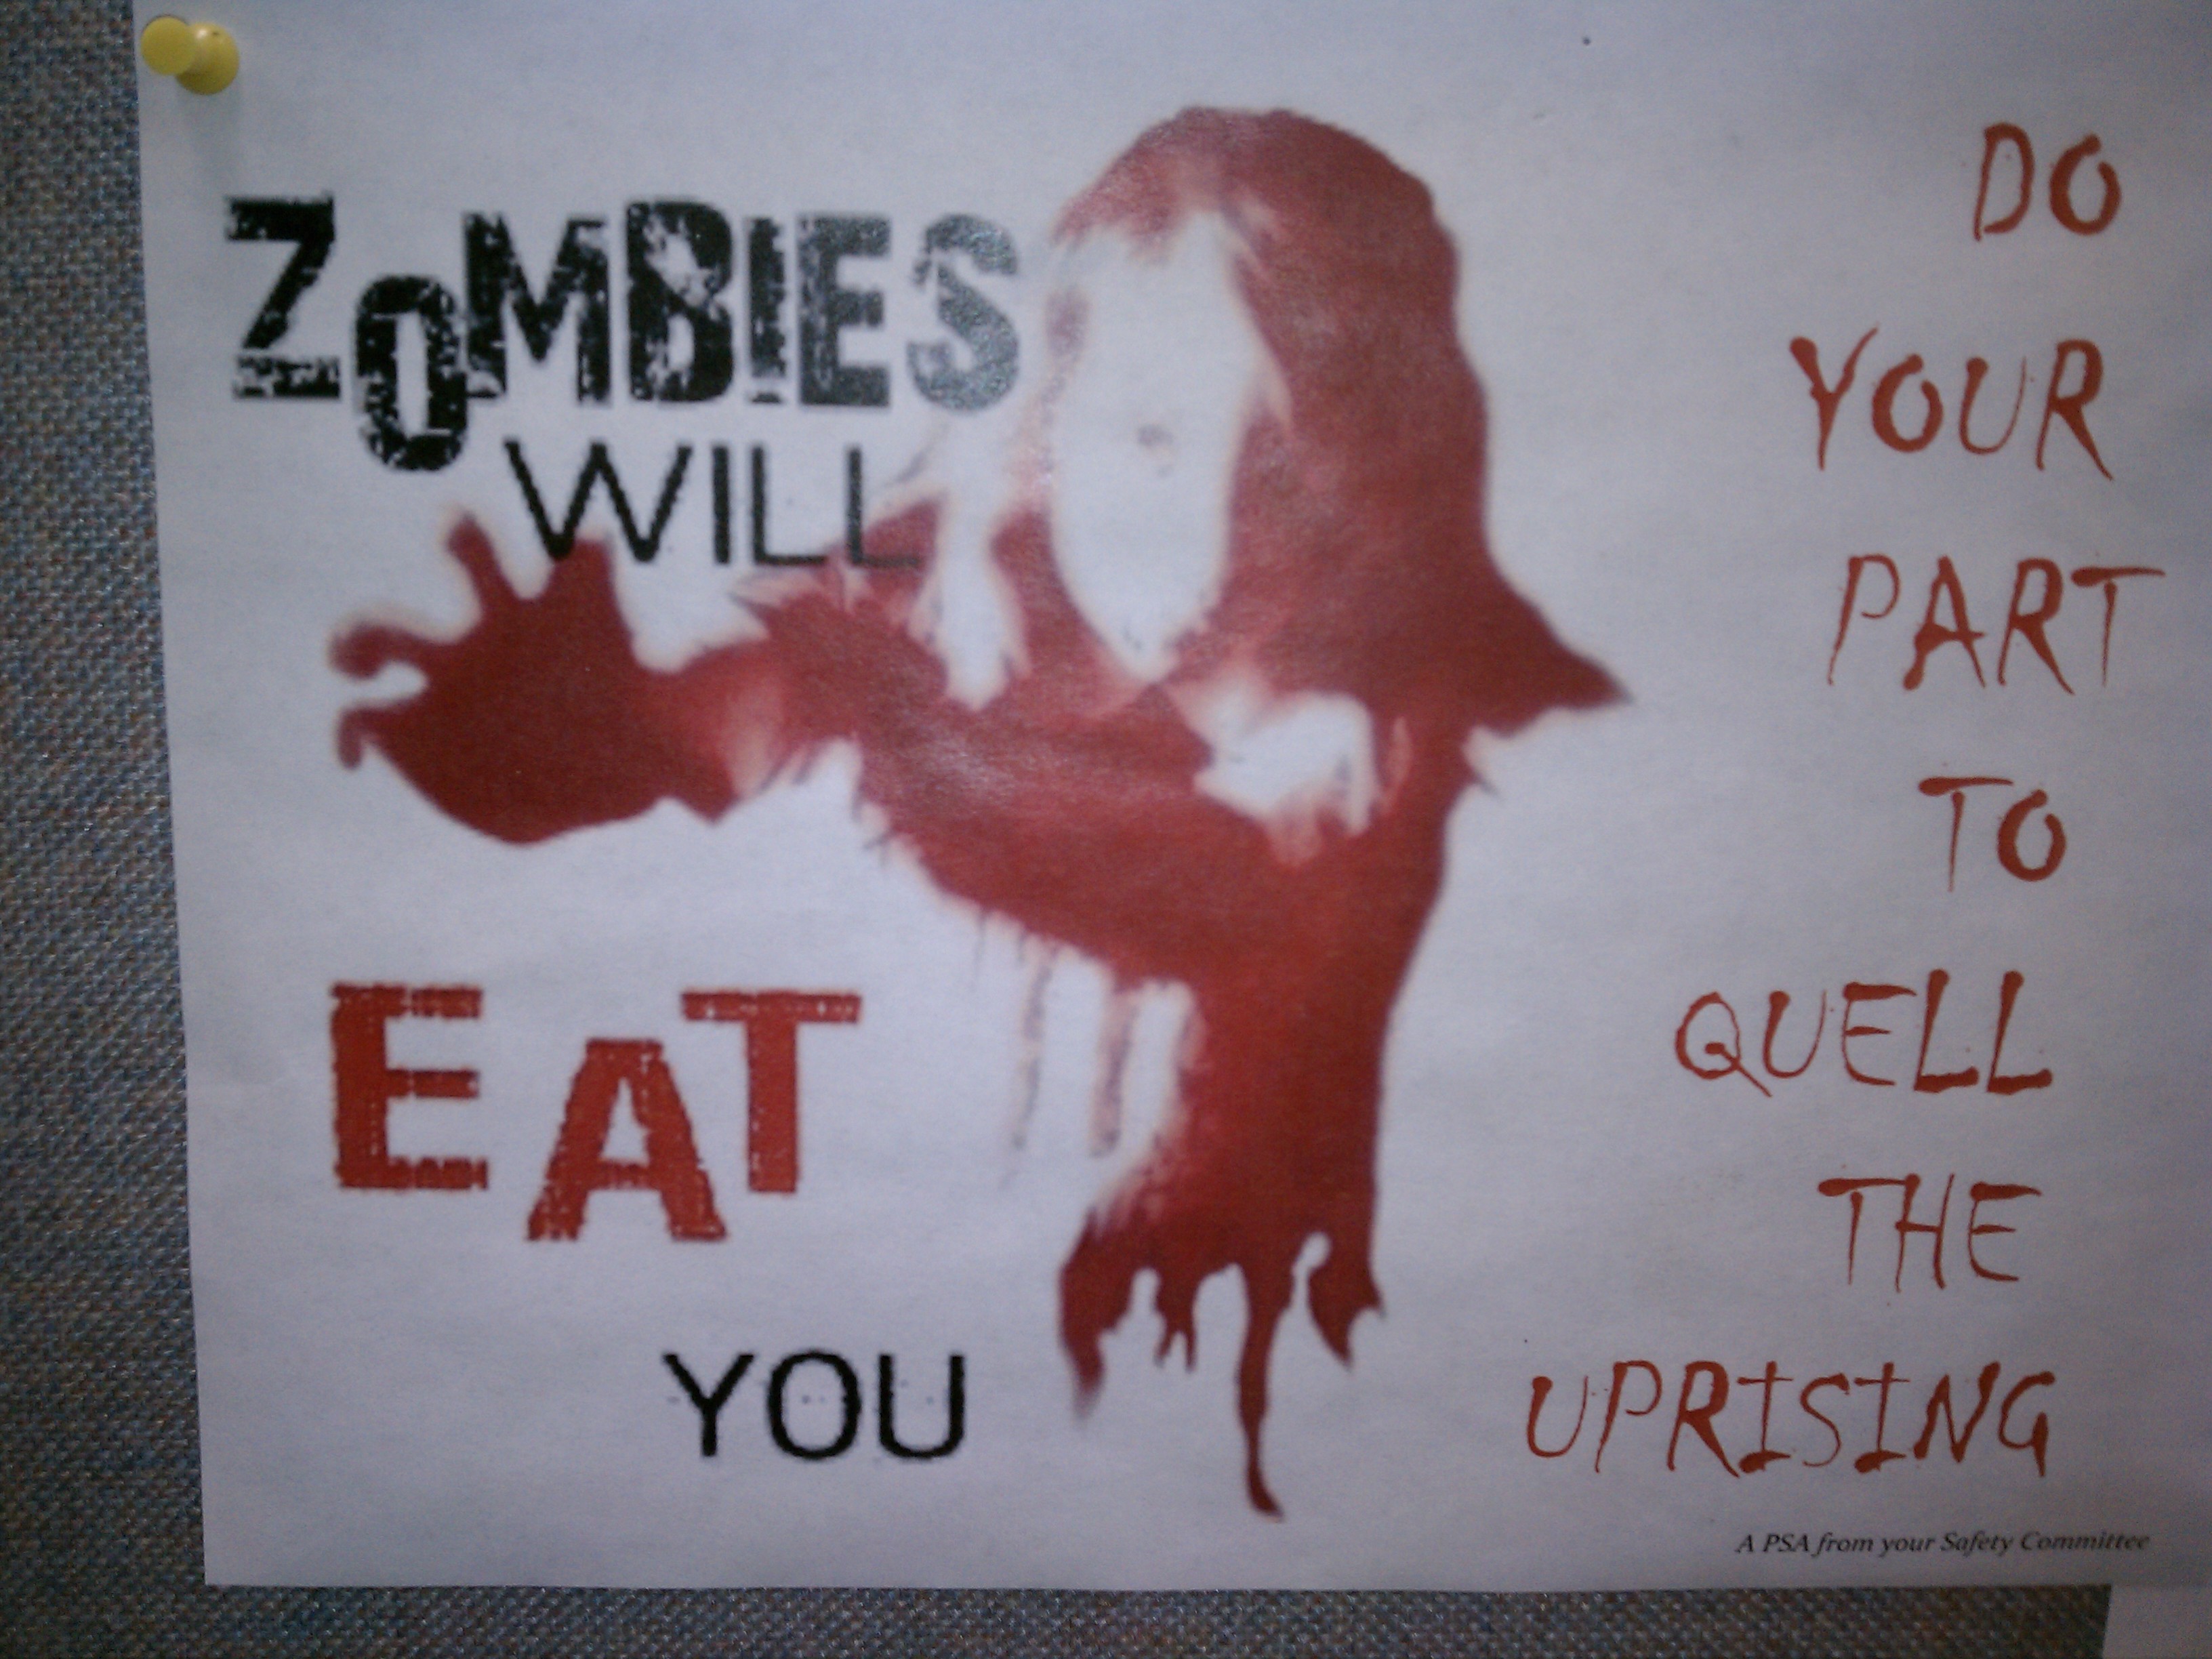 ZoMBIES
WILL
EAT
YOU
DO
YOUR
PART
TO
QUELL
THE
UPRISING
A PSA from your Safety Committee